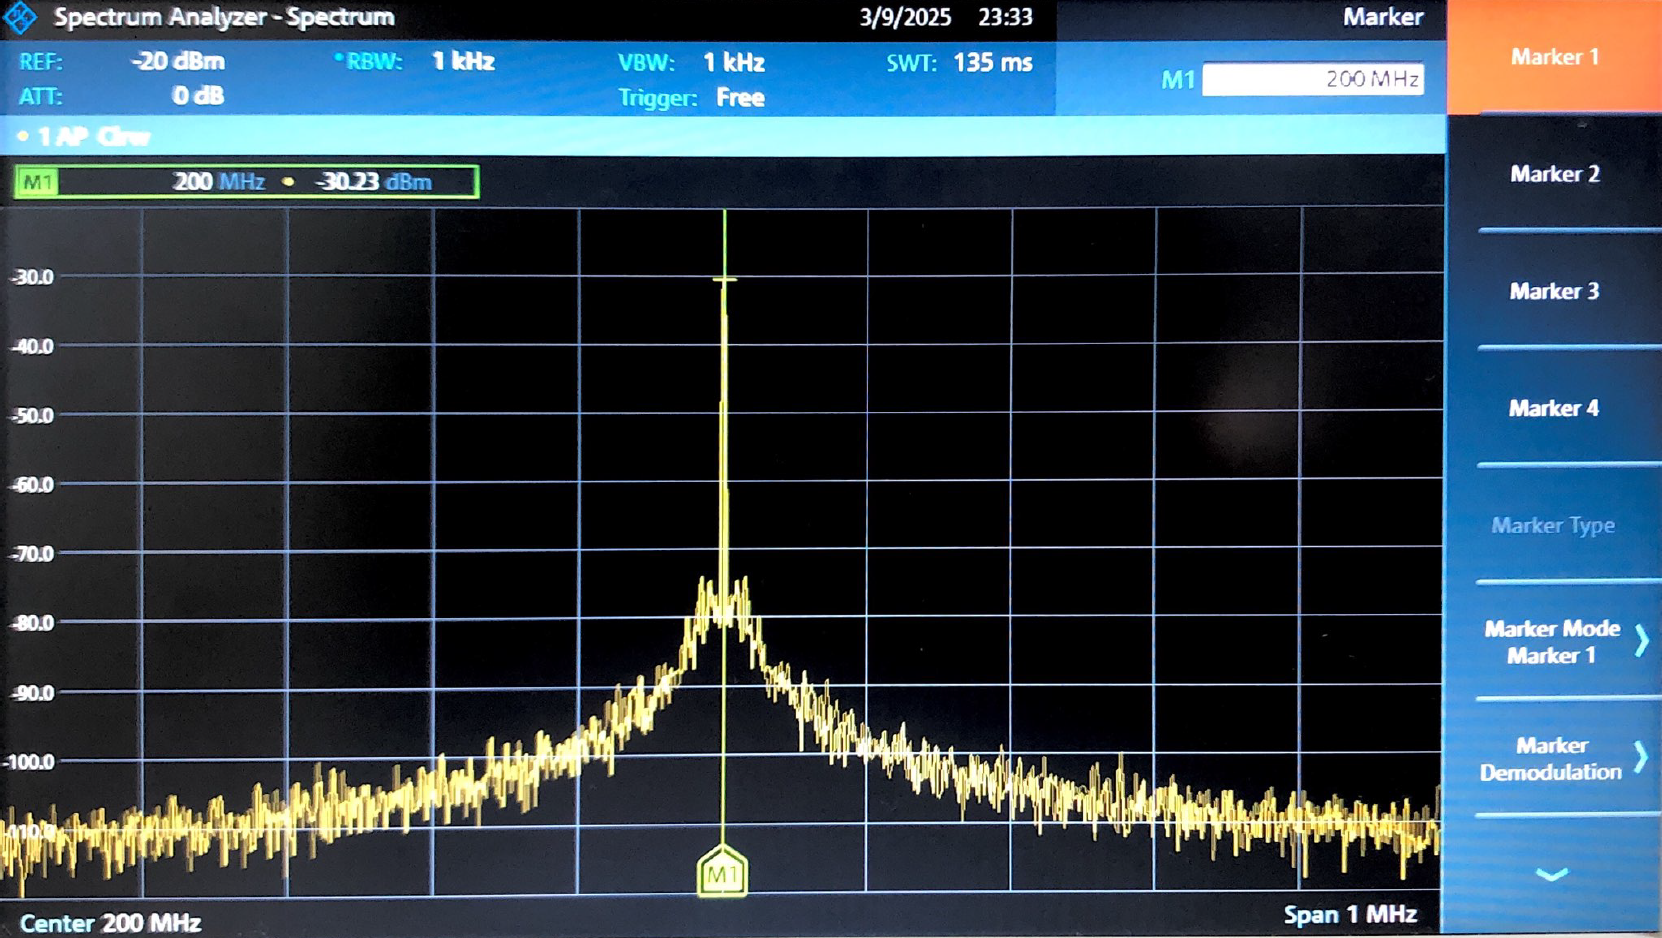 Spectrum Analyzer - Spectrum
3/9/2025 23:33
Marker
REF: -20 dBm
RBW: 1 kHz
VBW: 1 kHz
SWT: 135 ms
ATT: 0 dB
Trigger: Free
M1 200 MHz
1 AP Clrw
M1 200 MHz • -30.23 dBm
-30.0
-40.0
-50.0
-60.0
-70.0
-80.0
-90.0
-100.0
-110.0
M1
Center 200 MHz
Span 1 MHz
Marker 1
Marker 2
Marker 3
Marker 4
Marker Type
Marker Mode
Marker 1
Marker
Demodulation